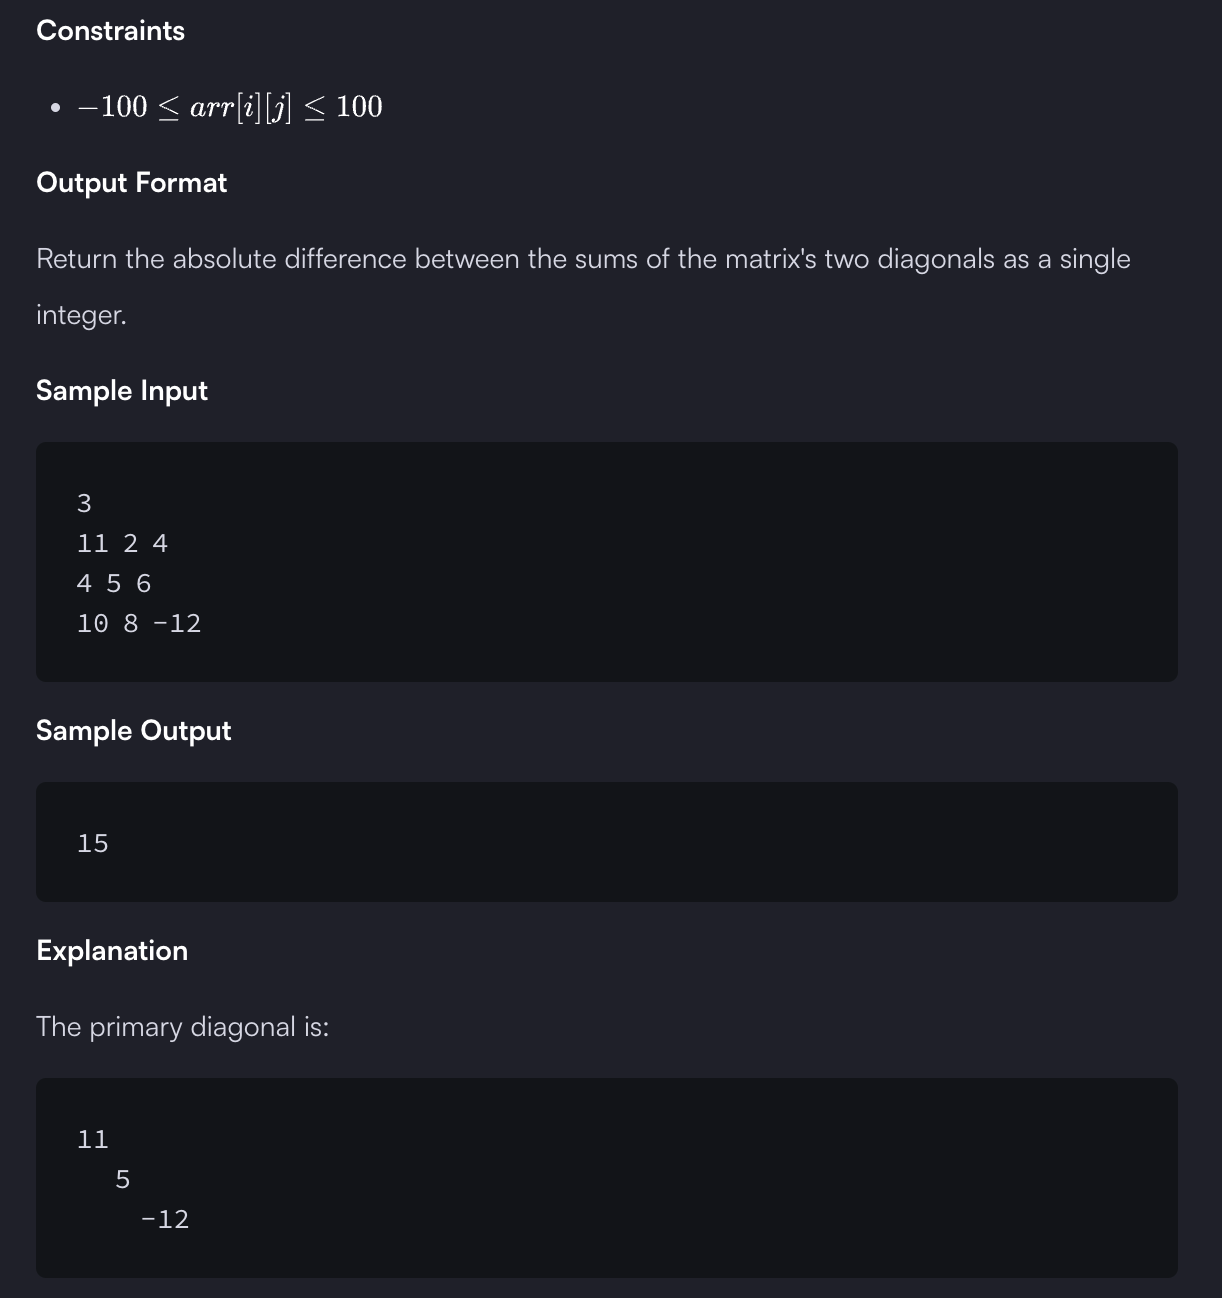 Constraints
• −100 ≤ arr[i][j] ≤ 100
Output Format
Return the absolute difference between the sums of the matrix's two diagonals as a single
integer.
Sample Input
3
11 2 4
4 5 6
10 8 -12
Sample Output
15
Explanation
The primary diagonal is:
11
   5
     -12